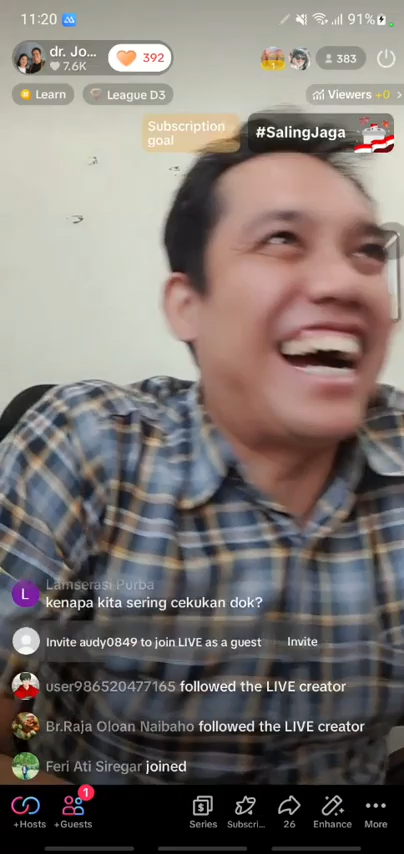 11:20
91%
dr. Jo...
7.6K
392
383
Learn
League D3
Viewers +0 >
Subscription
goal
#SalingJaga
L
Lamserasi Purba
kenapa kita sering cekukan dok?
Invite audy0849 to join LIVE as a guest
Invite
user986520477165 followed the LIVE creator
Br.Raja Oloan Naibaho followed the LIVE creator
Feri Ati Siregar joined
1
+Hosts
+Guests
Series
Subscri...
26
Enhance
More